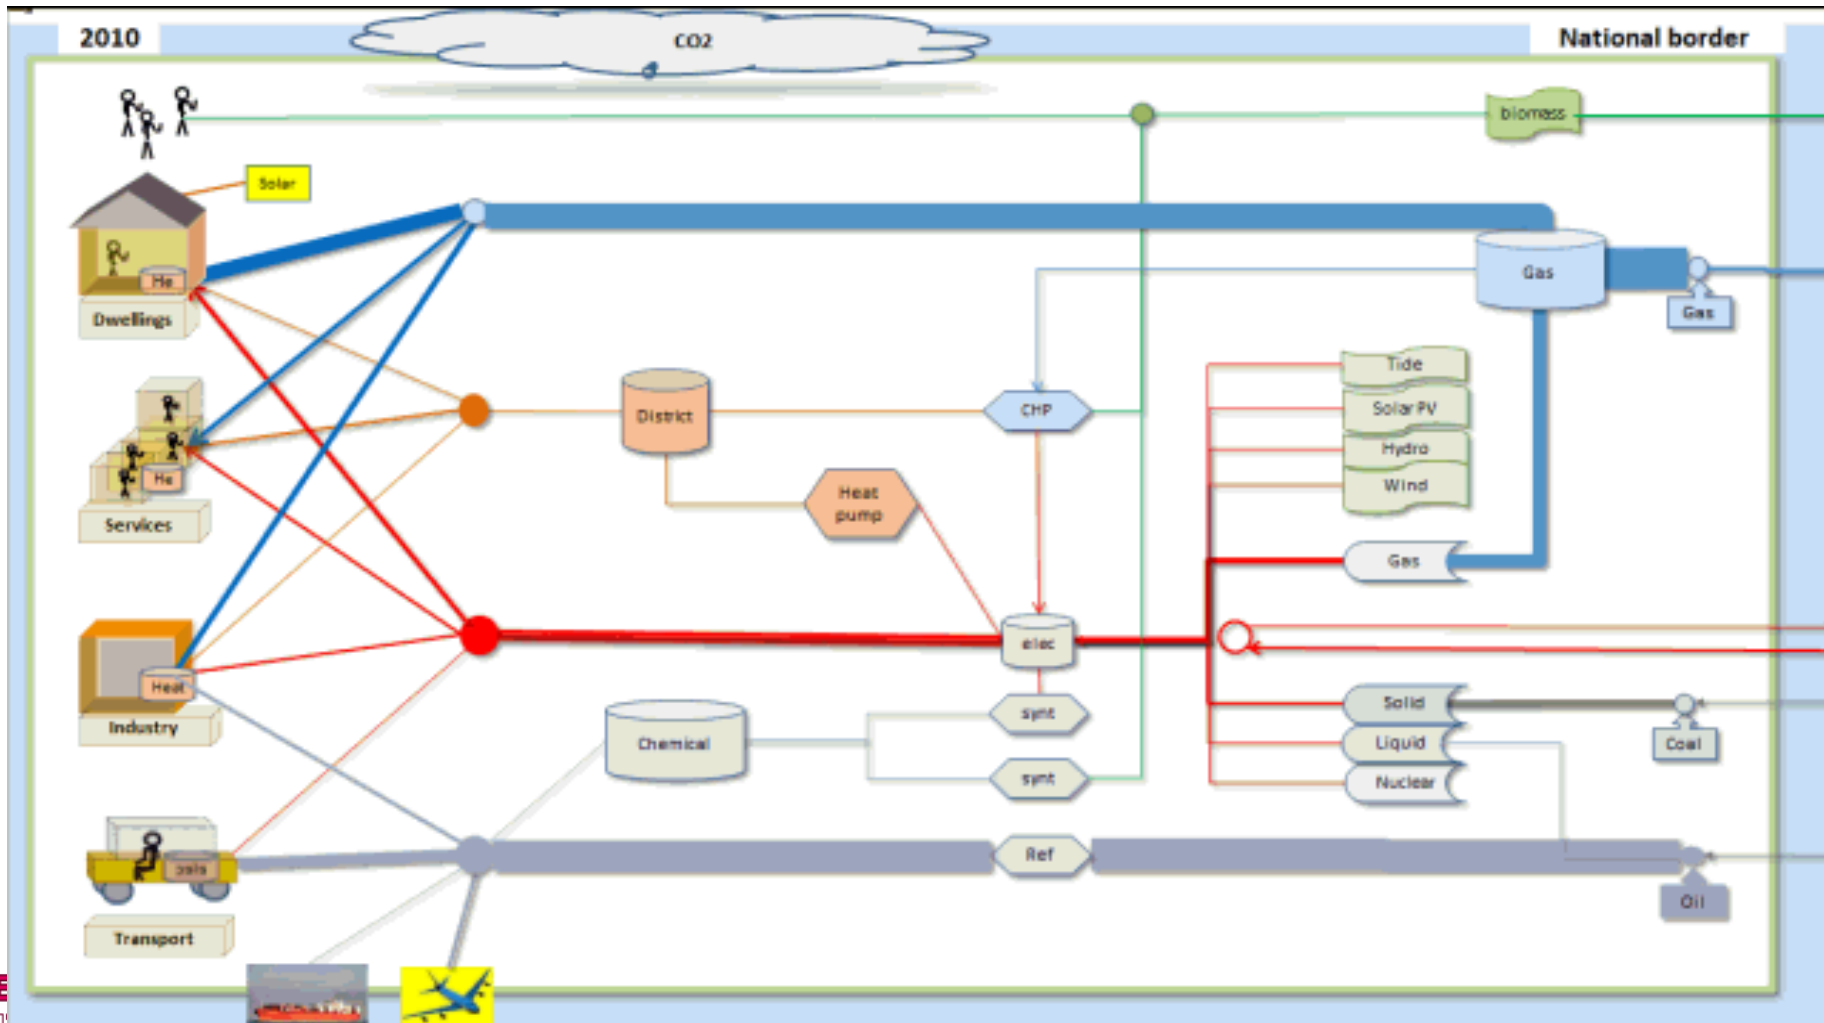 2010
CO2
National border
biomass
Solar
He
Dwellings
Gas
Gas
Tide
Solar PV
Hydro
Wind
District
CHP
Heat
pump
He
Services
Gas
elec
Heat
Industry
Chemical
synt
synt
Solid
Liquid
Nuclear
Coal
Ref
Oil
Transport